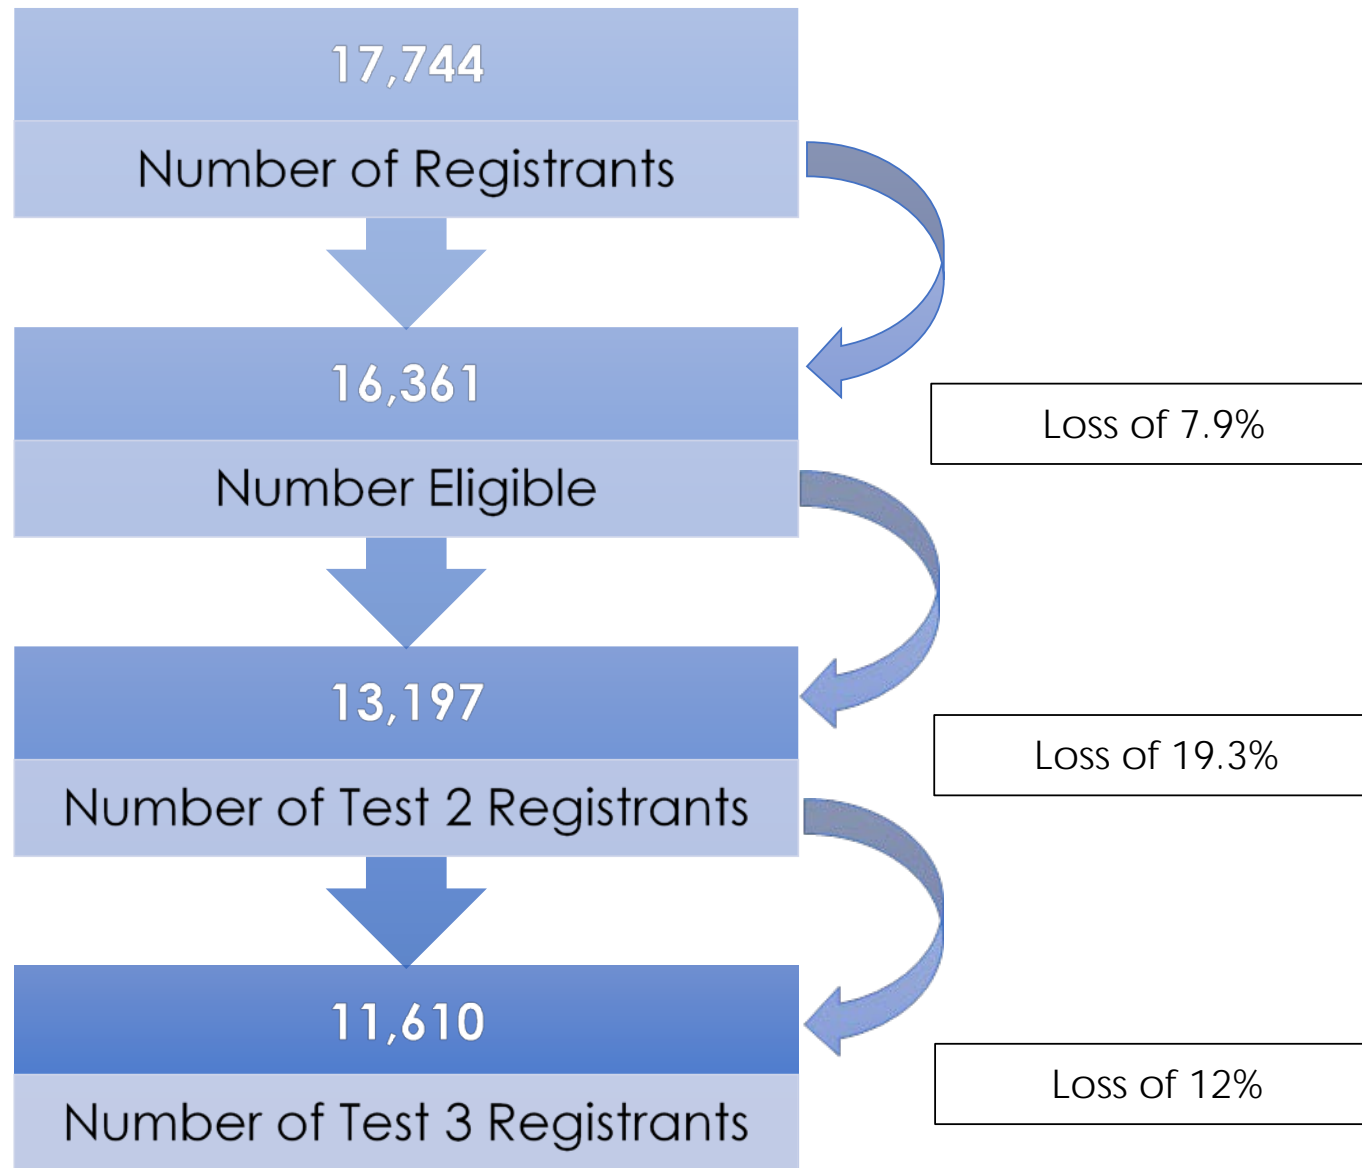 17,744
Number of Registrants
16,361
Loss of 7.9%
Number Eligible
13,197
Loss of 19.3%
Number of Test 2 Registrants
11,610
Loss of 12%
Number of Test 3 Registrants